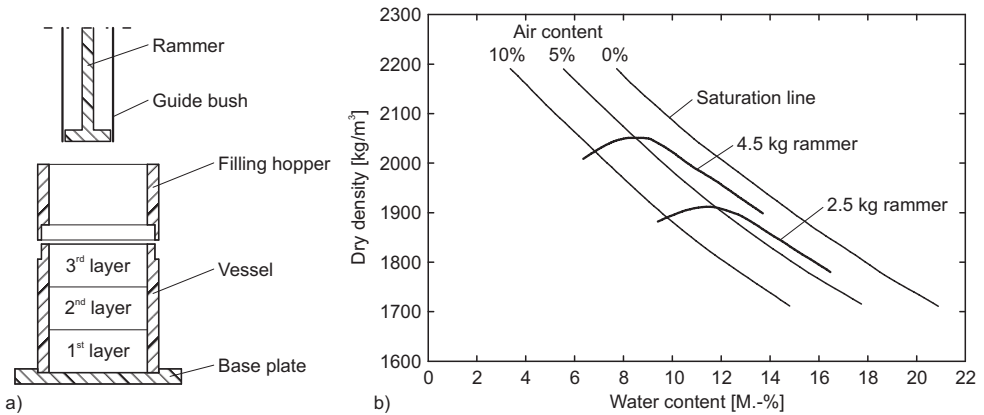 Rammer
Guide bush
Filling hopper
3rd layer
Vessel
2nd layer
1st layer
Base plate
a)
2300
2200
2100
2000
1900
1800
1700
1600
Dry density [kg/m³]
Air content
10% 5% 0%
Saturation line
4.5 kg rammer
2.5 kg rammer
0 2 4 6 8 10 12 14 16 18 20 22
Water content [M.-%]
b)